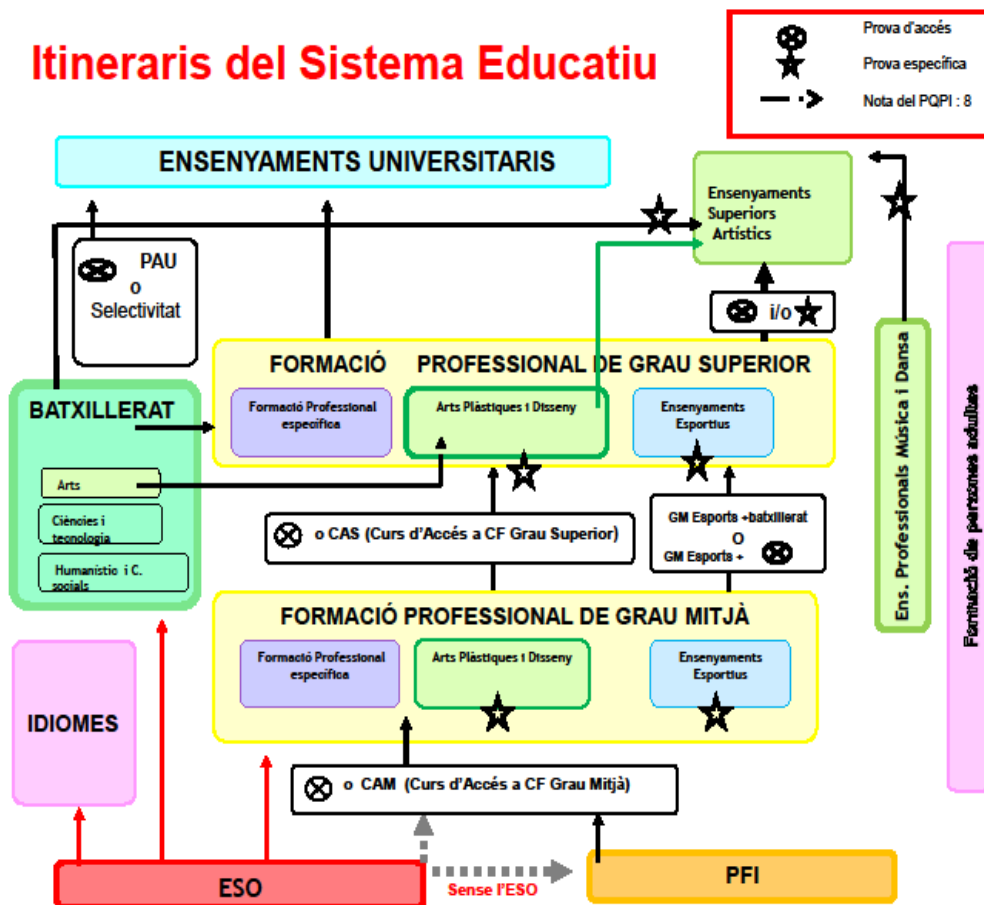 Itineraris del Sistema Educatiu
Prova d'accés
Prova específica
Nota del PQPI : 8
ENSENYAMENTS UNIVERSITARIS
Ensenyaments
Superiors
Artístics
PAU
o
Selectivitat
i/o
FORMACIÓ PROFESSIONAL DE GRAU SUPERIOR
Formació Professional
específica
Arts Plàstiques i Disseny
Ensenyaments
Esportius
BATXILLERAT
Arts
Ciències i
tecnologia
Humanístio i C.
socials
o CAS (Curs d'Accés a CF Grau Superior)
GM Esports +batxillerat
O
GM Esports +
Ens. Professionals Música i Dansa
Formació de persones adultes
FORMACIÓ PROFESSIONAL DE GRAU MITJÀ
Formació Professional
específica
Arts Plàstiques i Disseny
Ensenyaments
Esportius
IDIOMES
o CAM (Curs d'Accés a CF Grau Mitjà)
ESO
Sense l'ESO
PFI